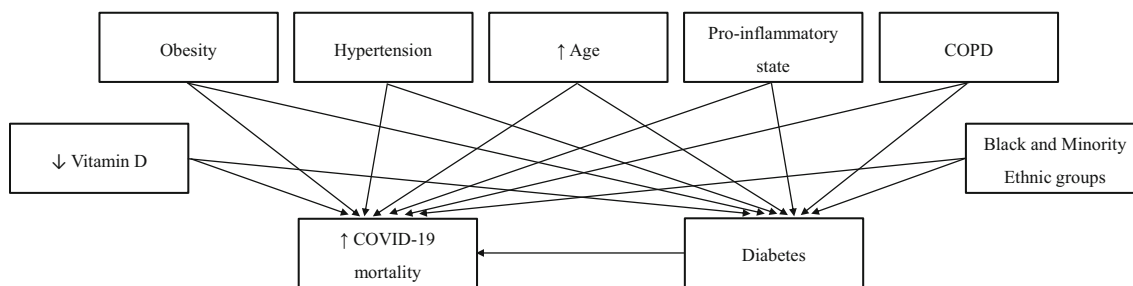 Obesity
Hypertension
↑ Age
Pro-inflammatory
state
COPD
↓ Vitamin D
Black and Minority
Ethnic groups
↑ COVID-19
mortality
Diabetes